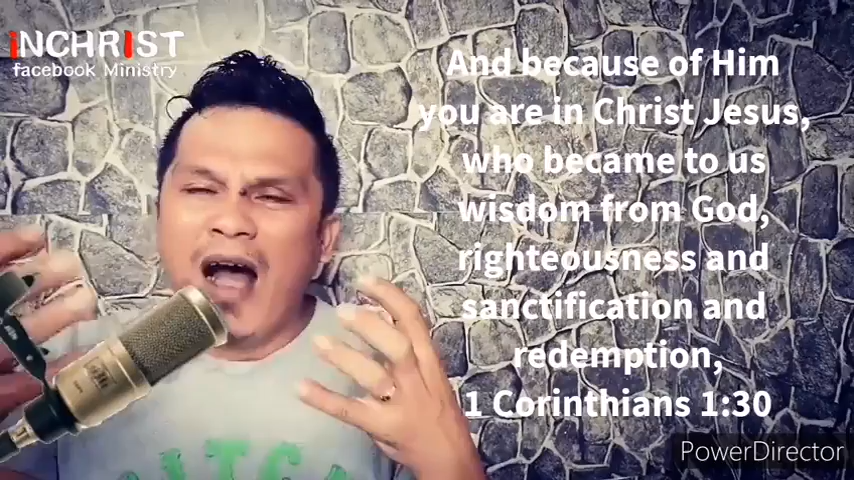 INCHRIST
facebook Ministry
And because of Him
you are in Christ Jesus,
who became to us
wisdom from God,
righteousness and
sanctification and
redemption,
1 Corinthians 1:30
PowerDirector